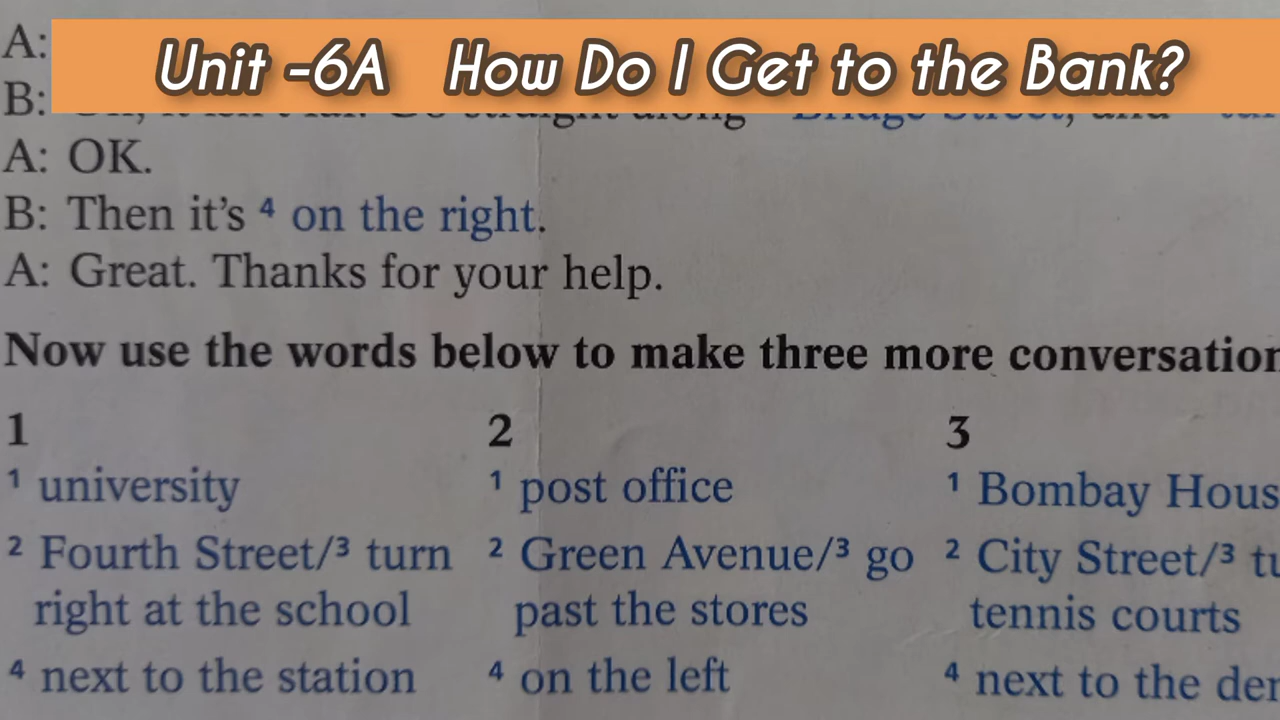 A:
Unit -6A How Do I Get to the Bank?
B:
A: OK.
B: Then it's ⁴ on the right.
A: Great. Thanks for your help.
Now use the words below to make three more
1 2 3
¹ university ¹ post office ¹ Bombay
² Fourth Street/³ turn ² Green Avenue/³ go ² City Street/³
right at the school past the stores tennis courts
⁴ next to the station ⁴ on the left ⁴ next to the